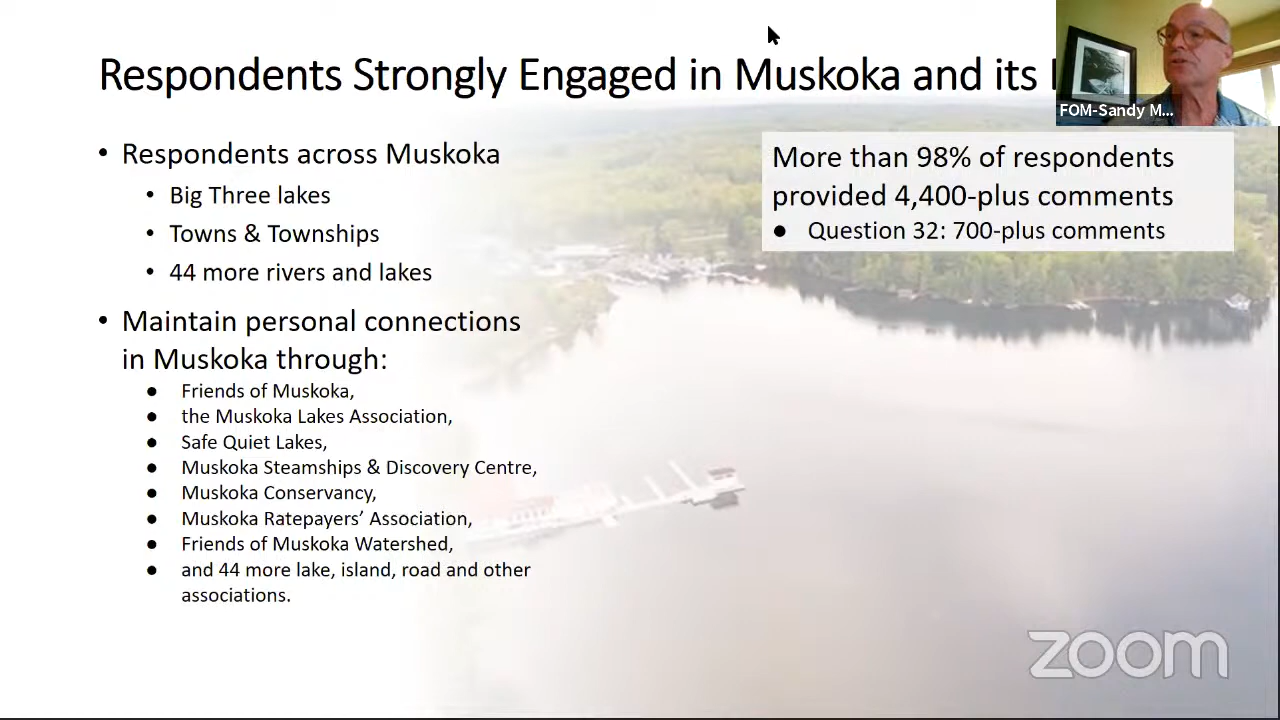 Respondents Strongly Engaged in Muskoka and its
FOM-Sandy M...
• Respondents across Muskoka
• Big Three lakes
• Towns & Townships
• 44 more rivers and lakes
• Maintain personal connections
in Muskoka through:
● Friends of Muskoka,
● the Muskoka Lakes Association,
● Safe Quiet Lakes,
● Muskoka Steamships & Discovery Centre,
● Muskoka Conservancy,
● Muskoka Ratepayers’ Association,
● Friends of Muskoka Watershed,
● and 44 more lake, island, road and other
associations.
More than 98% of respondents
provided 4,400-plus comments
● Question 32: 700-plus comments
zoom